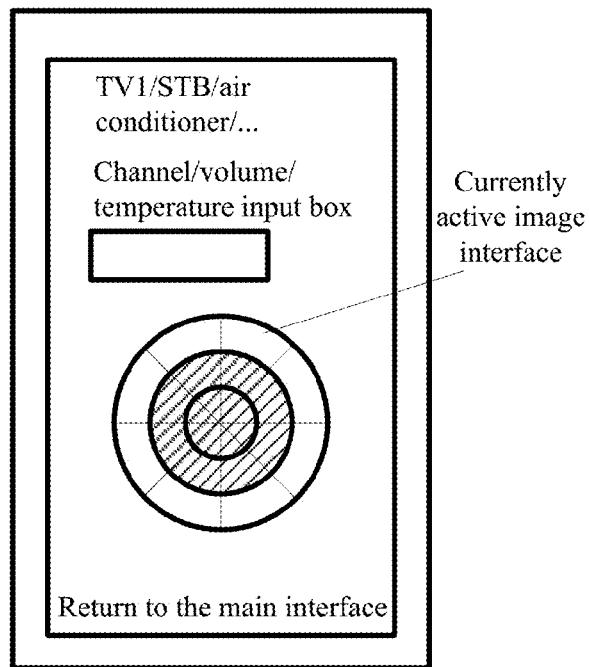 TV1/STB/air
conditioner/...
Channel/volume/
temperature input box
Currently
active image
interface
Return to the main interface